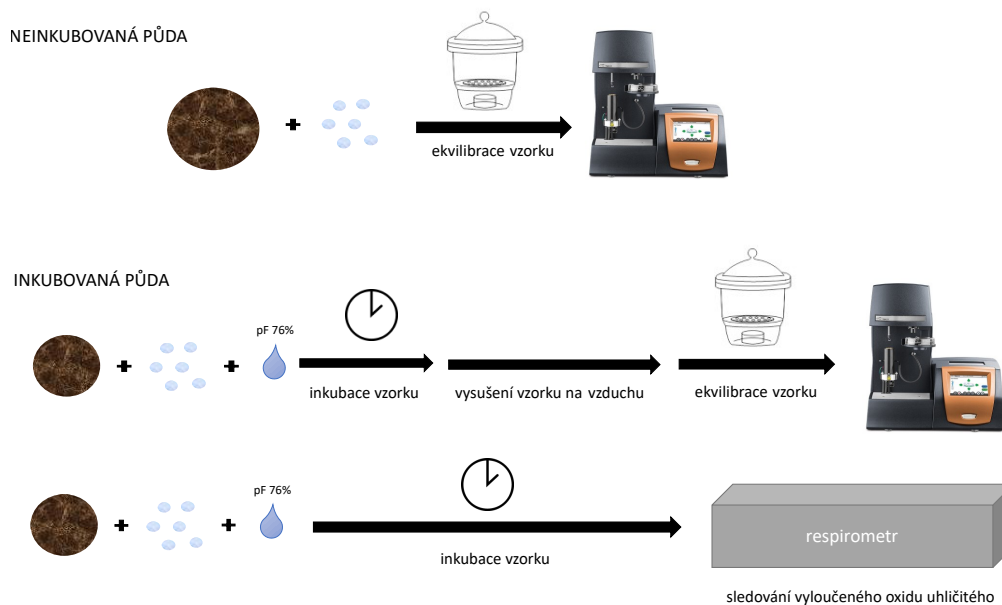 NEINKUBOVANÁ PŮDA
ekvilibrace vzorku
INKUBOVANÁ PŮDA
pF 76%
inkubace vzorku
vysušení vzorku na vzduchu
ekvilibrace vzorku
pF 76%
inkubace vzorku
respirometr
sledování vyloučeného oxidu uhličitého